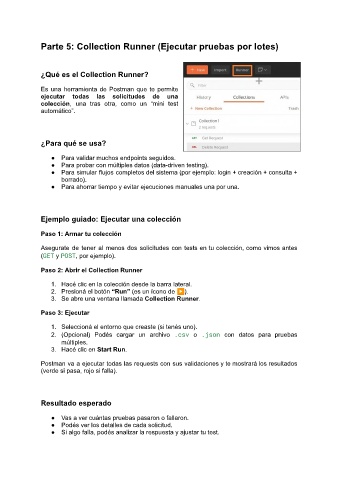 Parte 5: Collection Runner (Ejecutar pruebas por lotes)
¿Qué es el Collection Runner?
Es una herramienta de Postman que te permite
ejecutar todas las solicitudes de una
colección, una tras otra, como un “mini test
automático”.
New
Import
Runner
Filter
History
Collections
APIs
+ New Collection
Trash
Collection1
2 requests
GET Get Request
Delete Request
¿Para qué se usa?
● Para validar muchos endpoints seguidos.
● Para probar con múltiples datos (data-driven testing).
● Para simular flujos completos del sistema (por ejemplo: login + creación + consulta +
borrado).
● Para ahorrar tiempo y evitar ejecuciones manuales una por una.
Ejemplo guiado: Ejecutar una colección
Paso 1: Armar tu colección
Asegurate de tener al menos dos solicitudes con tests en tu colección, como vimos antes
(GET y POST, por ejemplo).
Paso 2: Abrir el Collection Runner
1. Hacé clic en la colección desde la barra lateral.
2. Presioná el botón “Run” (es un ícono de ▶️).
3. Se abre una ventana llamada Collection Runner.
Paso 3: Ejecutar
1. Seleccioná el entorno que creaste (si tenés uno).
2. (Opcional) Podés cargar un archivo .csv o .json con datos para pruebas
múltiples.
3. Hacé clic en Start Run.
Postman va a ejecutar todas las requests con sus validaciones y te mostrará los resultados
(verde si pasa, rojo si falla).
Resultado esperado
● Vas a ver cuántas pruebas pasaron o fallaron.
● Podés ver los detalles de cada solicitud.
● Si algo falla, podés analizar la respuesta y ajustar tu test.